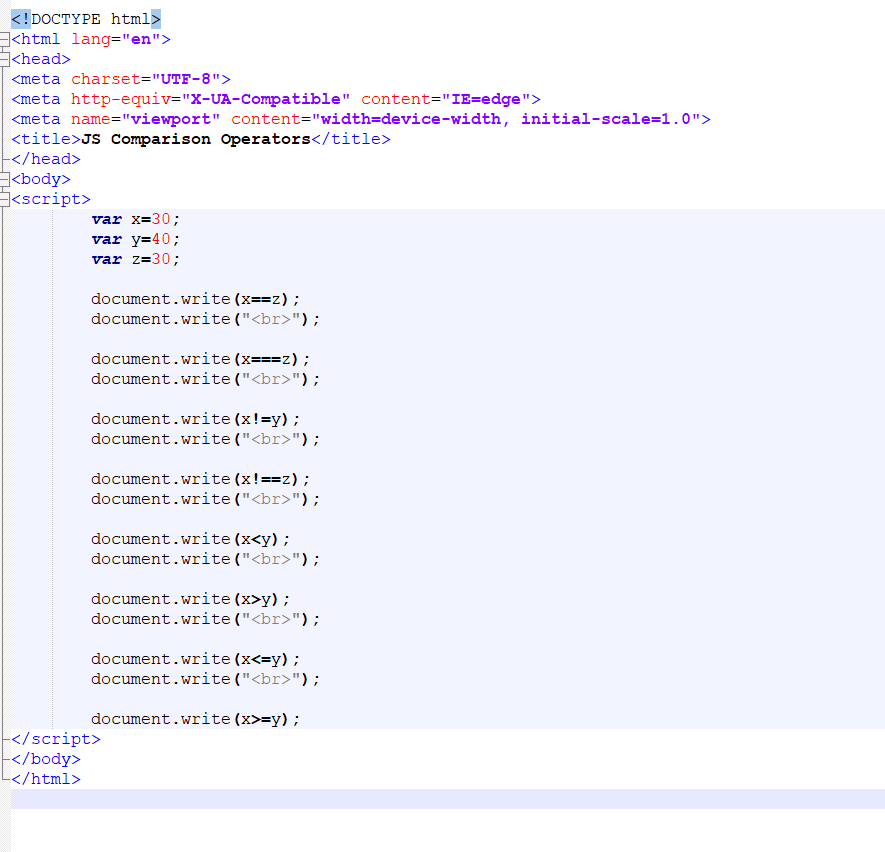 <!DOCTYPE html>
<html lang="en">
<head>
<meta charset="UTF-8">
<meta http-equiv="X-UA-Compatible" content="IE=edge">
<meta name="viewport" content="width=device-width, initial-scale=1.0">
<title>JS Comparison Operators</title>
</head>
<body>
<script>
var x=30;
var y=40;
var z=30;
document.write(x==z);
document.write("<br>");
document.write(x===z);
document.write("<br>");
document.write(x!=y);
document.write("<br>");
document.write(x!==z);
document.write("<br>");
document.write(x<y);
document.write("<br>");
document.write(x>y);
document.write("<br>");
document.write(x<=y);
document.write("<br>");
document.write(x>=y);
</script>
</body>
</html>